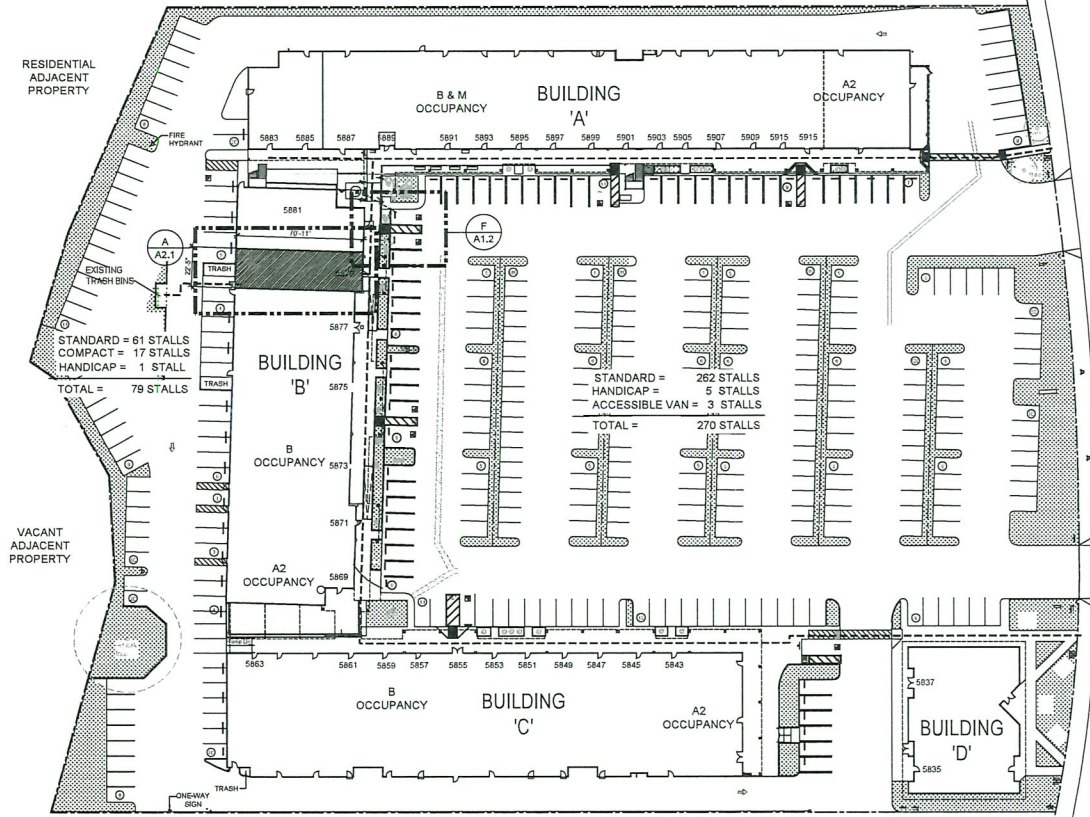 RESIDENTIAL
ADJACENT
PROPERTY
FIRE
HYDRANT
B & M
OCCUPANCY
BUILDING
'A'
A2
OCCUPANCY
5883
5885
5887
5889
5891
5893
5895
5897
5899
5901
5903
5905
5907
5909
5915
5915
5881
70'-11"
22'-5"
A
A2.1
F
A1.2
TRASH
EXISTING
TRASH BINS
STANDARD = 61 STALLS
COMPACT = 17 STALLS
HANDICAP = 1 STALL
TOTAL = 79 STALLS
TRASH
BUILDING
'B'
5877
5875
5873
5871
5869
B
OCCUPANCY
A2
OCCUPANCY
STANDARD = 262 STALLS
HANDICAP = 5 STALLS
ACCESSIBLE VAN = 3 STALLS
TOTAL = 270 STALLS
VACANT
ADJACENT
PROPERTY
5863
5861
5859
5857
5855
5853
5851
5849
5847
5845
5843
B
OCCUPANCY
BUILDING
'C'
A2
OCCUPANCY
5837
BUILDING
'D'
5835
TRASH
ONE-WAY
SIGN